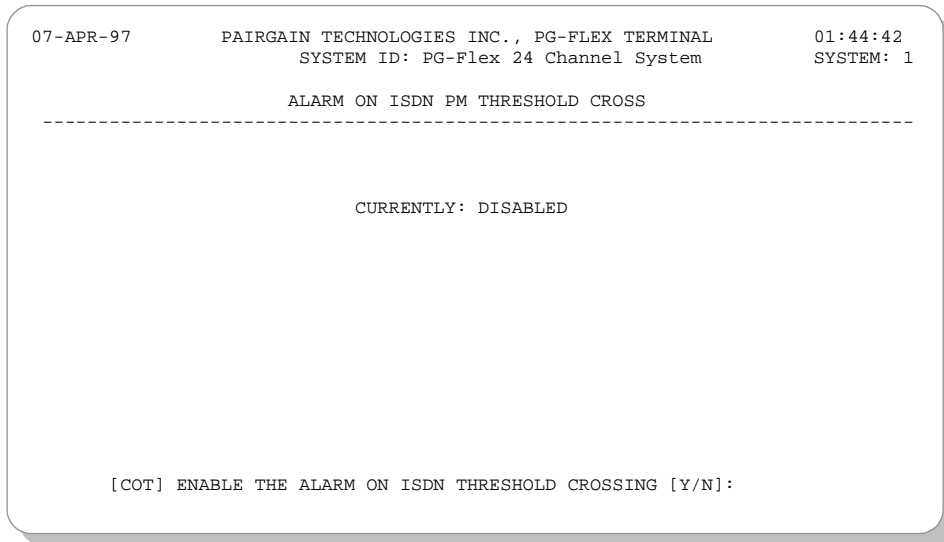 07-APR-97 PAIRGAIN TECHNOLOGIES INC., PG-FLEX TERMINAL 01:44:42
SYSTEM ID: PG-Flex 24 Channel System SYSTEM: 1
ALARM ON ISDN PM THRESHOLD CROSS
-------------------------------------------------------------------------------
CURRENTLY: DISABLED
[COT] ENABLE THE ALARM ON ISDN THRESHOLD CROSSING [Y/N]: